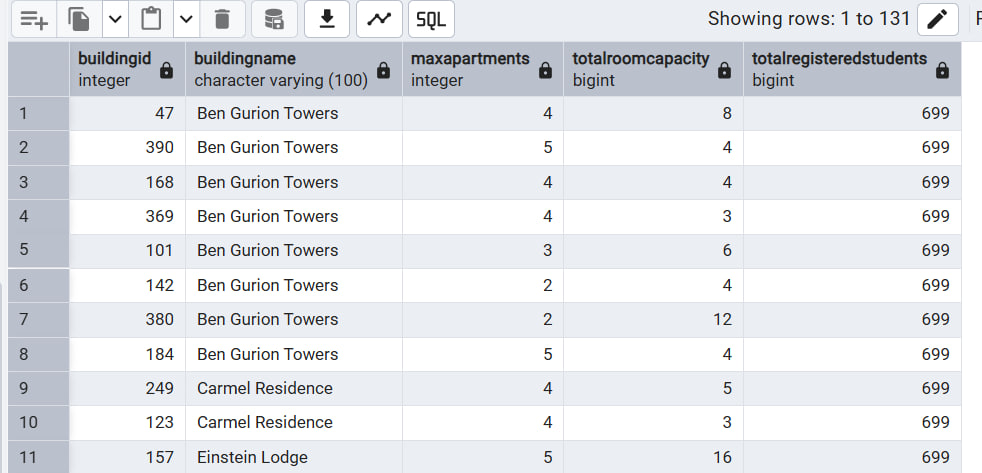 SQL Showing rows: 1 to 131
buildingid buildingname maxapartments totalroomcapacity totalregisteredstudents
integer character varying (100) integer bigint bigint
1 47 Ben Gurion Towers 4 8 699
2 390 Ben Gurion Towers 5 4 699
3 168 Ben Gurion Towers 4 4 699
4 369 Ben Gurion Towers 4 3 699
5 101 Ben Gurion Towers 3 6 699
6 142 Ben Gurion Towers 2 4 699
7 380 Ben Gurion Towers 2 12 699
8 184 Ben Gurion Towers 5 4 699
9 249 Carmel Residence 4 5 699
10 123 Carmel Residence 4 3 699
11 157 Einstein Lodge 5 16 699